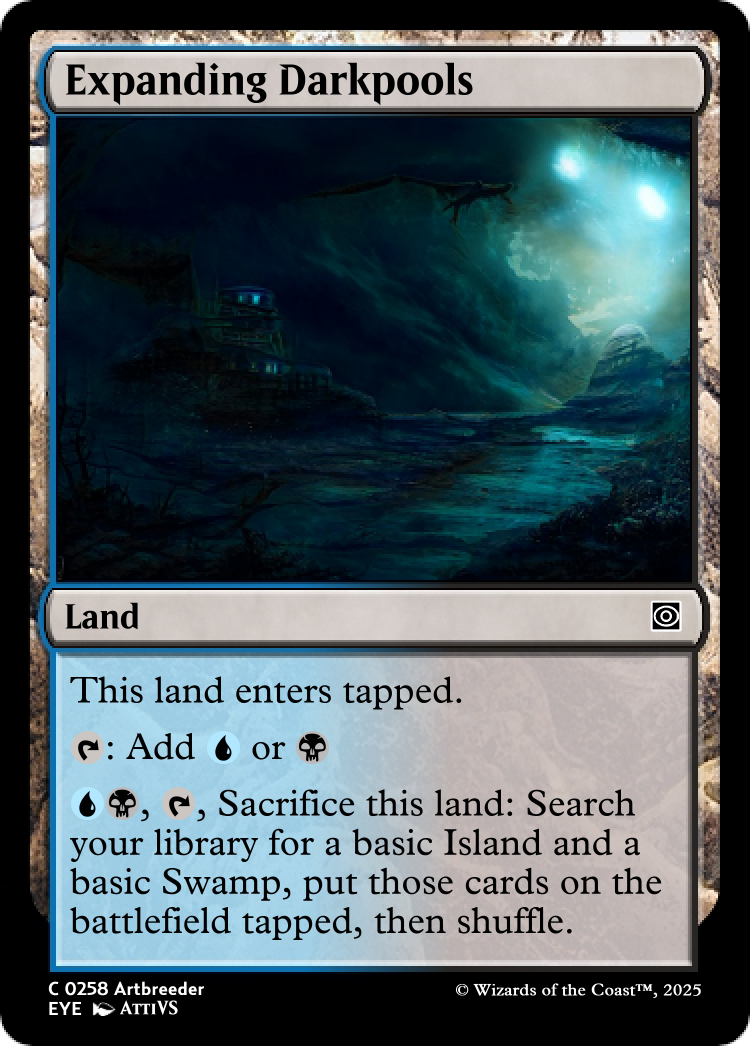 Expanding Darkpools
Land
This land enters tapped.
: Add or
, , Sacrifice this land: Search
your library for a basic Island and a
basic Swamp, put those cards on the
battlefield tapped, then shuffle.
C 0258 Artbreeder
EYE AttiVS
© Wizards of the Coast™, 2025